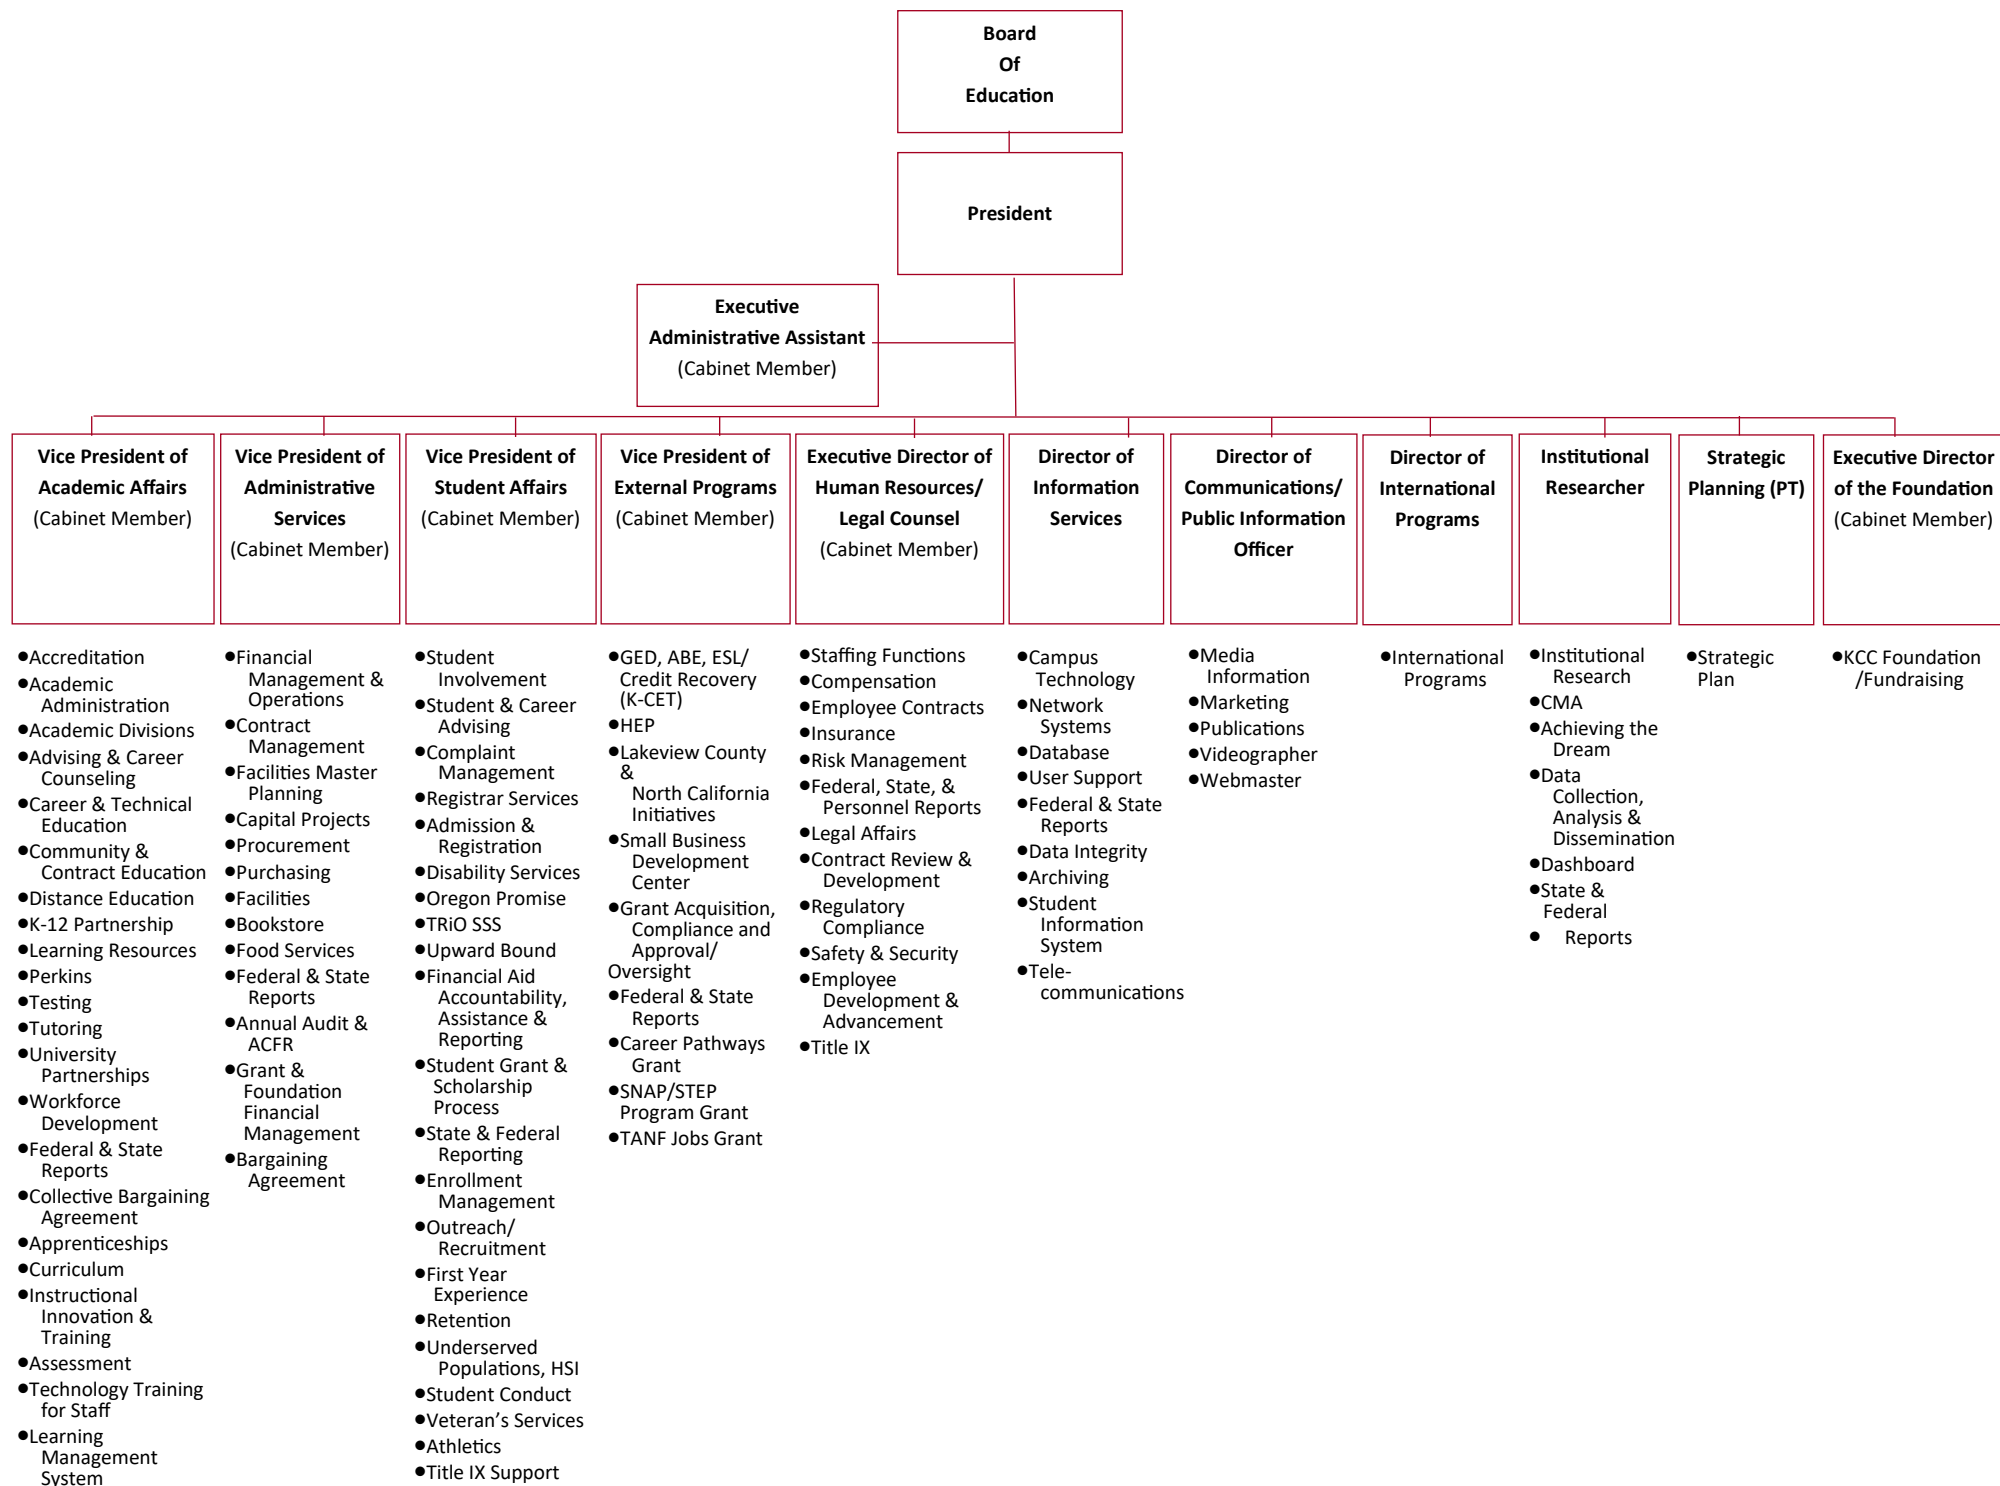 Board
Of
Education
President
Executive
Administrative Assistant
(Cabinet Member)
Vice President of
Academic Affairs
(Cabinet Member)
Vice President of
Administrative
Services
(Cabinet Member)
Vice President of
Student Affairs
(Cabinet Member)
Vice President of
External Programs
(Cabinet Member)
Executive Director of
Human Resources/
Legal Counsel
(Cabinet Member)
Director of
Information
Services
Director of
Communications/
Public Information
Officer
Director of
International
Programs
Institutional
Researcher
Strategic
Planning (PT)
Executive Director
of the Foundation
(Cabinet Member)
●Accreditation
●Academic
Administration
●Academic Divisions
●Advising & Career
Counseling
●Career & Technical
Education
●Community &
Contract Education
●Distance Education
●K-12 Partnership
●Learning Resources
●Perkins
●Testing
●Tutoring
●University
Partnerships
●Workforce
Development
●Federal & State
Reports
●Collective Bargaining
Agreement
●Apprenticeships
●Curriculum
●Instructional
Innovation &
Training
●Assessment
●Technology Training
for Staff
●Learning
Management
System
●Financial
Management &
Operations
●Contract
Management
●Facilities Master
Planning
●Capital Projects
●Procurement
●Purchasing
●Facilities
●Bookstore
●Food Services
●Federal & State
Reports
●Annual Audit &
ACFR
●Grant &
Foundation
Financial
Management
●Bargaining
Agreement
●Student
Involvement
●Student & Career
Advising
●Complaint
Management
●Registrar Services
●Admission &
Registration
●Disability Services
●Oregon Promise
●TRiO SSS
●Upward Bound
●Financial Aid
Accountability,
Assistance &
Reporting
●Student Grant &
Scholarship
Process
●State & Federal
Reporting
●Enrollment
Management
●Outreach/
Recruitment
●First Year
Experience
●Retention
●Underserved
Populations, HSI
●Student Conduct
●Veteran’s Services
●Athletics
●Title IX Support
●GED, ABE, ESL/
Credit Recovery
(K-CET)
●HEP
●Lakeview County
&
North California
Initiatives
●Small Business
Development
Center
●Grant Acquisition,
Compliance and
Approval/
Oversight
●Federal & State
Reports
●Career Pathways
Grant
●SNAP/STEP
Program Grant
●TANF Jobs Grant
●Staffing Functions
●Compensation
●Employee Contracts
●Insurance
●Risk Management
●Federal, State, &
Personnel Reports
●Legal Affairs
●Contract Review &
Development
●Regulatory
Compliance
●Safety & Security
●Employee
Development &
Advancement
●Title IX
●Campus
Technology
●Network
Systems
●Database
●User Support
●Federal & State
Reports
●Data Integrity
●Archiving
●Student
Information
System
●Tele-
communications
●Media
Information
●Marketing
●Publications
●Videographer
●Webmaster
●International
Programs
●Institutional
Research
●CMA
●Achieving the
Dream
●Data
Collection,
Analysis &
Dissemination
●Dashboard
●State &
Federal
● Reports
●Strategic
Plan
●KCC Foundation
/Fundraising